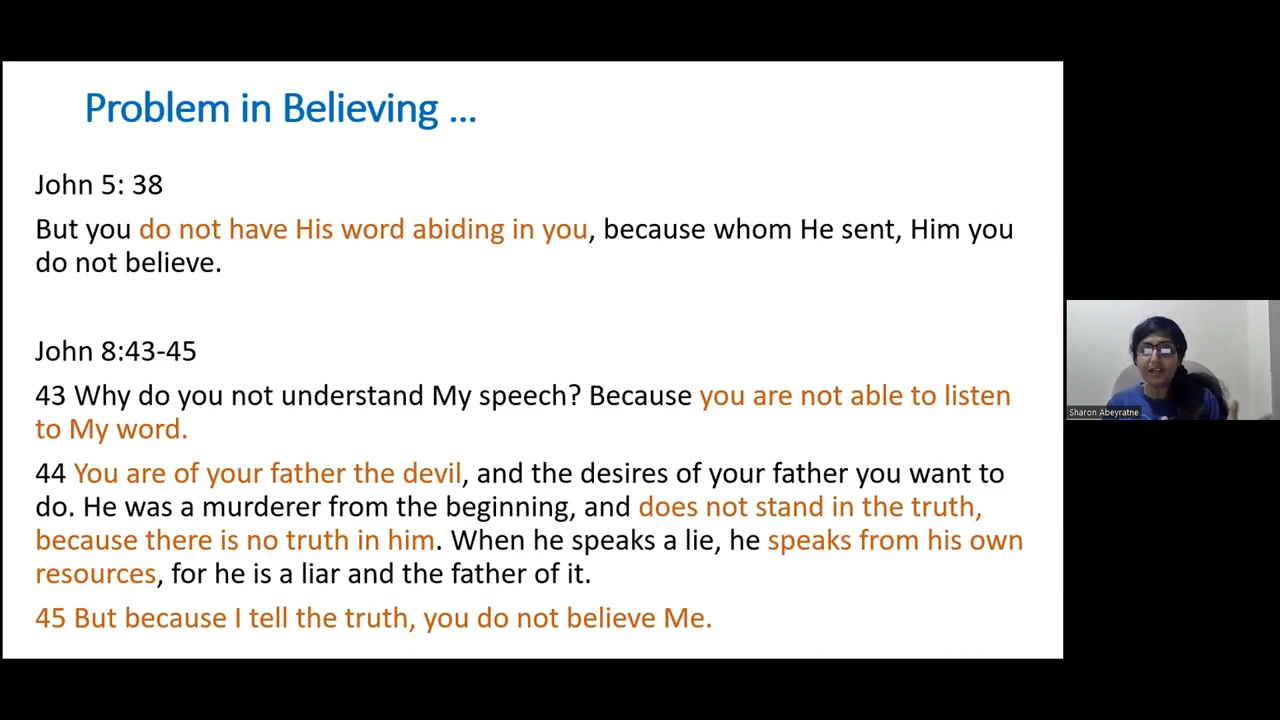 Problem in Believing ...
John 5: 38
But you do not have His word abiding in you, because whom He sent, Him you
do not believe.
John 8:43-45
43 Why do you not understand My speech? Because you are not able to listen
to My word.
44 You are of your father the devil, and the desires of your father you want to
do. He was a murderer from the beginning, and does not stand in the truth,
because there is no truth in him. When he speaks a lie, he speaks from his own
resources, for he is a liar and the father of it.
45 But because I tell the truth, you do not believe Me.
Sharon Abeyratne